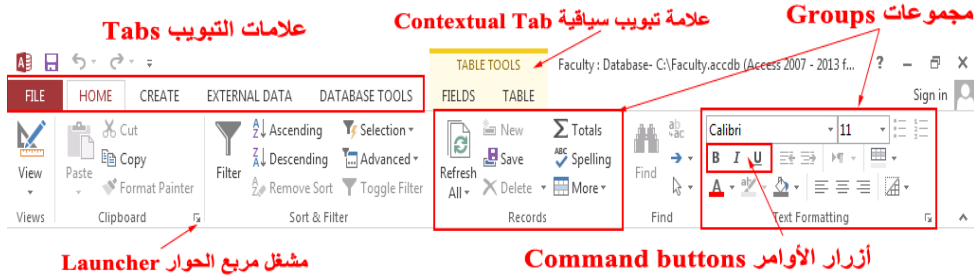 علامات التبويب Tabs
علامة تبويب سياقية Contextual Tab
مجموعات Groups
TABLE TOOLS
Faculty : Database- C:\Faculty.accdb (Access 2007 - 2013 f...
?
FILE HOME CREATE EXTERNAL DATA DATABASE TOOLS FIELDS TABLE Sign in
View
Paste
Cut
Copy
Format Painter
Filter
Ascending
Descending
Remove Sort
Selection
Advanced
Toggle Filter
Refresh All
New
Save
Delete
Totals
Spelling
More
Find
Calibri 11
B I U
Views Clipboard Sort & Filter Records Find Text Formatting
مشغل مربع الحوار Launcher
أزرار الأوامر Command buttons